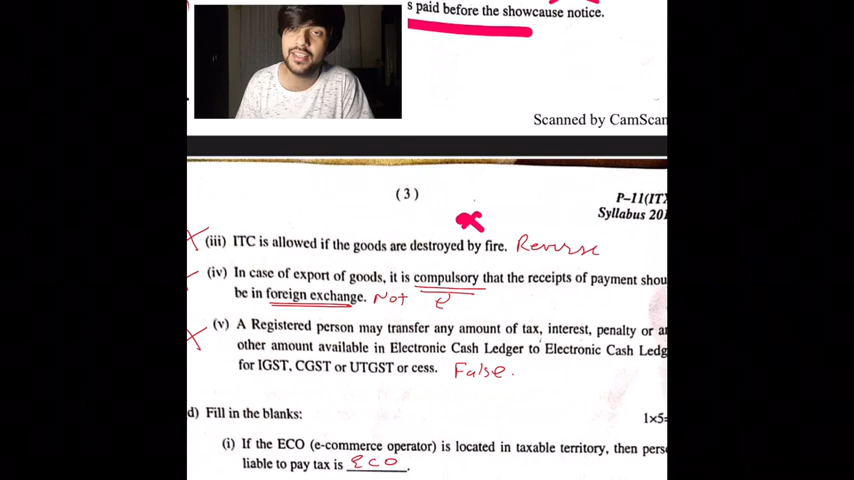 s paid before the showcause notice.
Scanned by CamScan
(3)
P–11(ITX
Syllabus 201
(iii) ITC is allowed if the goods are destroyed by fire. Reverse
(iv) In case of export of goods, it is compulsory that the receipts of payment shou
be in foreign exchange. Not
(v) A Registered person may transfer any amount of tax, interest, penalty or a
other amount available in Electronic Cash Ledger to Electronic Cash Ledg
for IGST, CGST or UTGST or cess. False.
d) Fill in the blanks:
1×5=
(i) If the ECO (e-commerce operator) is located in taxable territory, then pers
liable to pay tax is ECO.